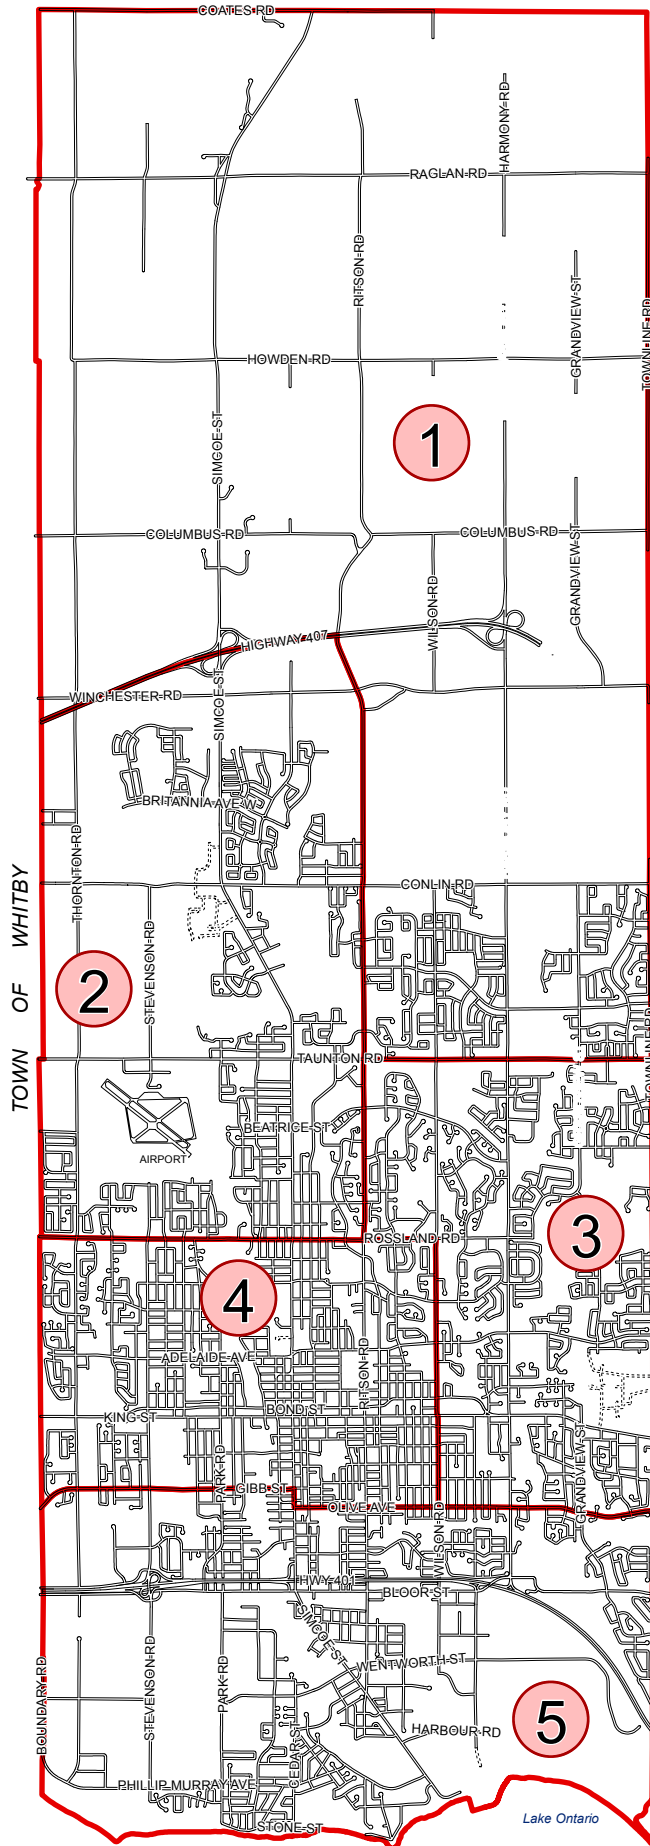 COATES RD
HARMONY-RD
RAGLAN RD
RITSON-RD
GRANDVIEW-ST
TOWNLINE-RD
HOWDEN RD
1
SIMCOE-ST
COLUMBUS-RD
COLUMBUS-RD
GRANDVIEW-ST
WILSON-RD
HIGHWAY-407
WINCHESTER-RD
SIMCOE-ST
BRITANNIA-AVE-W
THORNTON-RD
CONLIN-RD
TOWN OF WHITBY
2
STEVENSON-RD
TOWNLINE-RD
TAUNTON RD
BEATRICE-ST
AIRPORT
3
ROSSLAND-RD
4
ADELAIDE-AVE
RITSON-RD
BOND-ST
KING-ST
GRANDVIEW-ST
PARK-RD
GIBB ST
OLIVE AVE
WILSON-RD
HWY-401
BLOOR-ST
SIMCOE-ST
WENTWORTH-ST
BOUNDARY RD
STEVENSON-RD
PARK-RD
5
HARBOUR-RD
CEDAR-ST
PHILLIP-MURRAY-AVE
STONE-ST
Lake Ontario